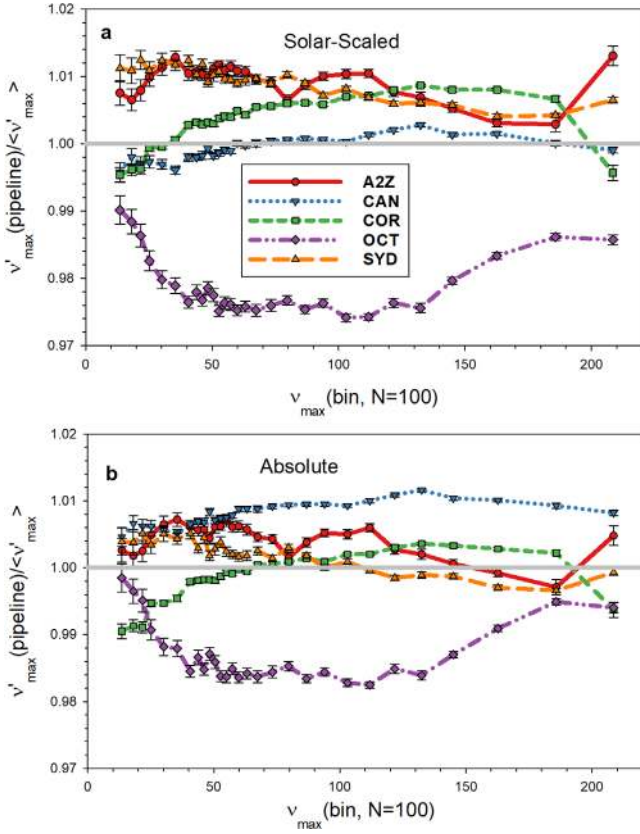 a
Solar-Scaled
1.02
1.01
1.00
0.99
0.98
0.97
ν'max(pipeline)/<ν'max>
A2Z
CAN
COR
OCT
SYD
0 50 100 150 200
νmax(bin, N=100)
b
Absolute
1.02
1.01
1.00
0.99
0.98
0.97
ν'max(pipeline)/<ν'max>
0 50 100 150 200
νmax(bin, N=100)